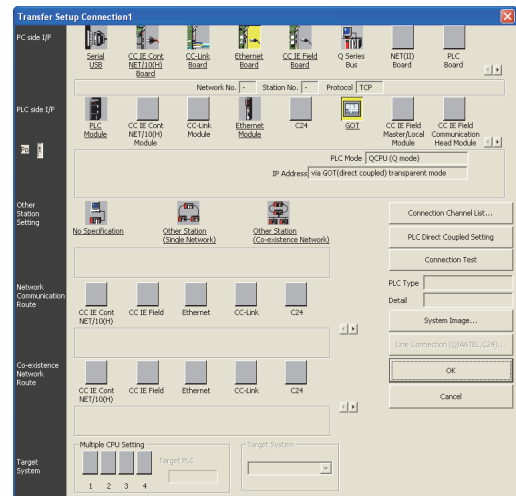 Transfer Setup Connection1
PC side I/F
Serial USB
CC IE Cont NET/10(H) Board
CC-Link Board
Ethernet Board
CC IE Field Board
Q Series Bus
NET(II) Board
PLC Board
Network No. -
Station No. -
Protocol TCP
PLC side I/F
PLC Module
CC IE Cont NET/10(H) Module
CC-Link Module
Ethernet Module
C24
GOT
CC IE Field Master/Local Module
CC IE Field Communication Head Module
PLC Mode QCPU (Q mode)
IP Address via GOT(direct coupled) transparent mode
Other Station Setting
No Specification
Other Station (Single Network)
Other Station (Co-existence Network)
Connection Channel List...
PLC Direct Coupled Setting
Connection Test
PLC Type
Detail
System Image...
Line Connection (Q/A6TEL,C24)...
OK
Cancel
Network Communication Route
CC IE Cont NET/10(H)
CC IE Field
Ethernet
CC-Link
C24
Co-existence Network Route
CC IE Cont NET/10(H)
CC IE Field
Ethernet
CC-Link
C24
Target System
Multiple CPU Setting
1 2 3 4
Target PLC
Target System